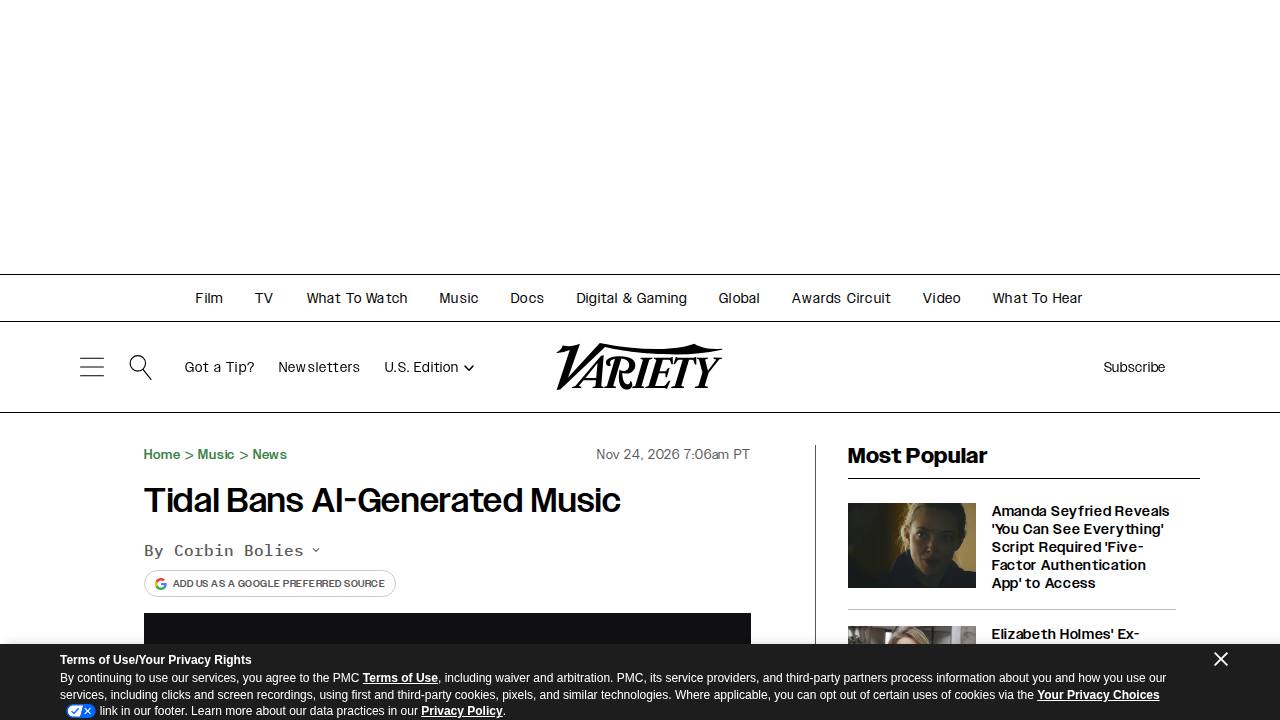 Film TV What To Watch Music Docs Digital & Gaming Global Awards Circuit Video What To Hear
Got a Tip? Newsletters U.S. Edition VARIETY Subscribe
Home > Music > News Nov 24, 2026 7:06am PT
Tidal Bans AI-Generated Music
By Corbin Bolies
ADD US AS A GOOGLE PREFERRED SOURCE
Most Popular
Amanda Seyfried Reveals
'You Can See Everything'
Script Required 'Five-
Factor Authentication
App' to Access
Elizabeth Holmes' Ex-
Terms of Use/Your Privacy Rights
By continuing to use our services, you agree to the PMC Terms of Use, including waiver and arbitration. PMC, its service providers, and third-party partners process information about you and how you use our
services, including clicks and screen recordings, using first and third-party cookies, pixels, and similar technologies. Where applicable, you can opt out of certain uses of cookies via the Your Privacy Choices
link in our footer. Learn more about our data practices in our Privacy Policy.